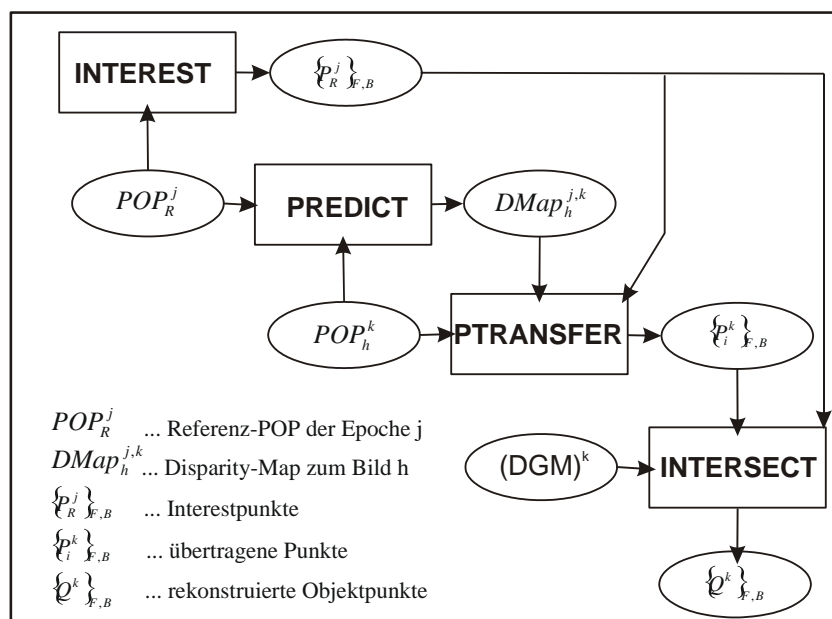 INTEREST
{P_R^j}_{F,B}
POP_R^j
PREDICT
DMap_h^{j,k}
POP_h^k
PTRANSFER
{P_i^k}_{F,B}
(DGM)^k
INTERSECT
{Q^k}_{F,B}
POP_R^j ... Referenz-POP der Epoche j
DMap_h^{j,k} ... Disparity-Map zum Bild h
{P_R^j}_{F,B} ... Interestpunkte
{P_i^k}_{F,B} ... übertragene Punkte
{Q^k}_{F,B} ... rekonstruierte Objektpunkte